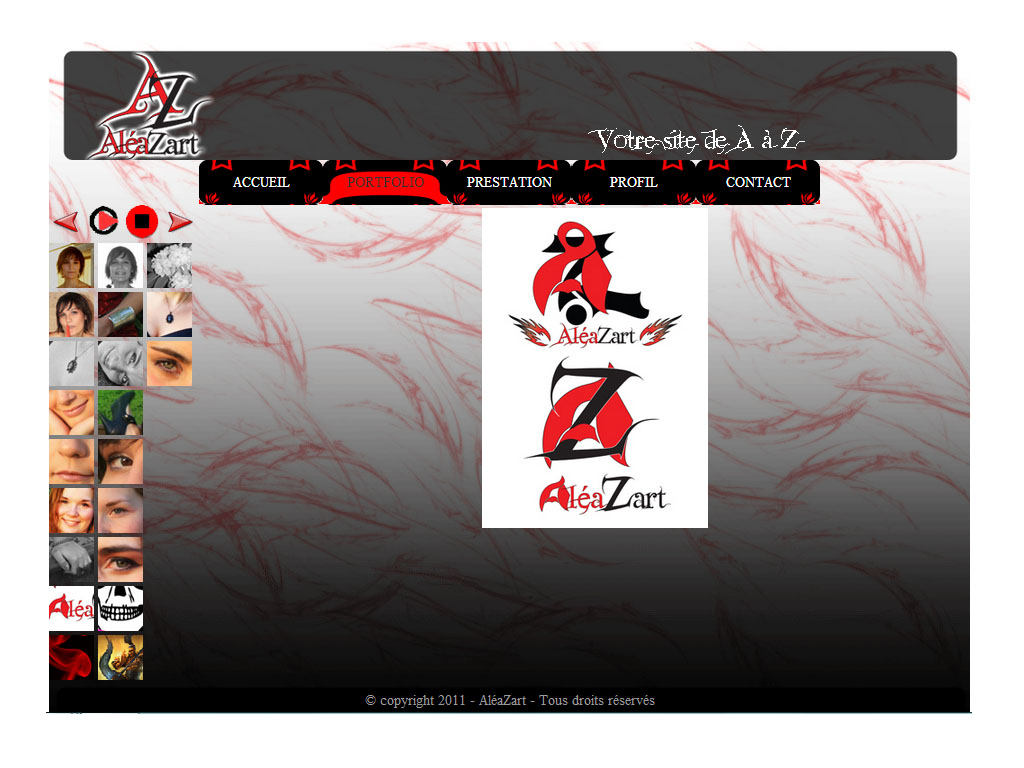 AZ
AléaZart
Votre site de A à Z
ACCUEIL PORTFOLIO PRESTATION PROFIL CONTACT
AléaZart
AléaZart
Aléa
© copyright 2011 - AléaZart - Tous droits réservés